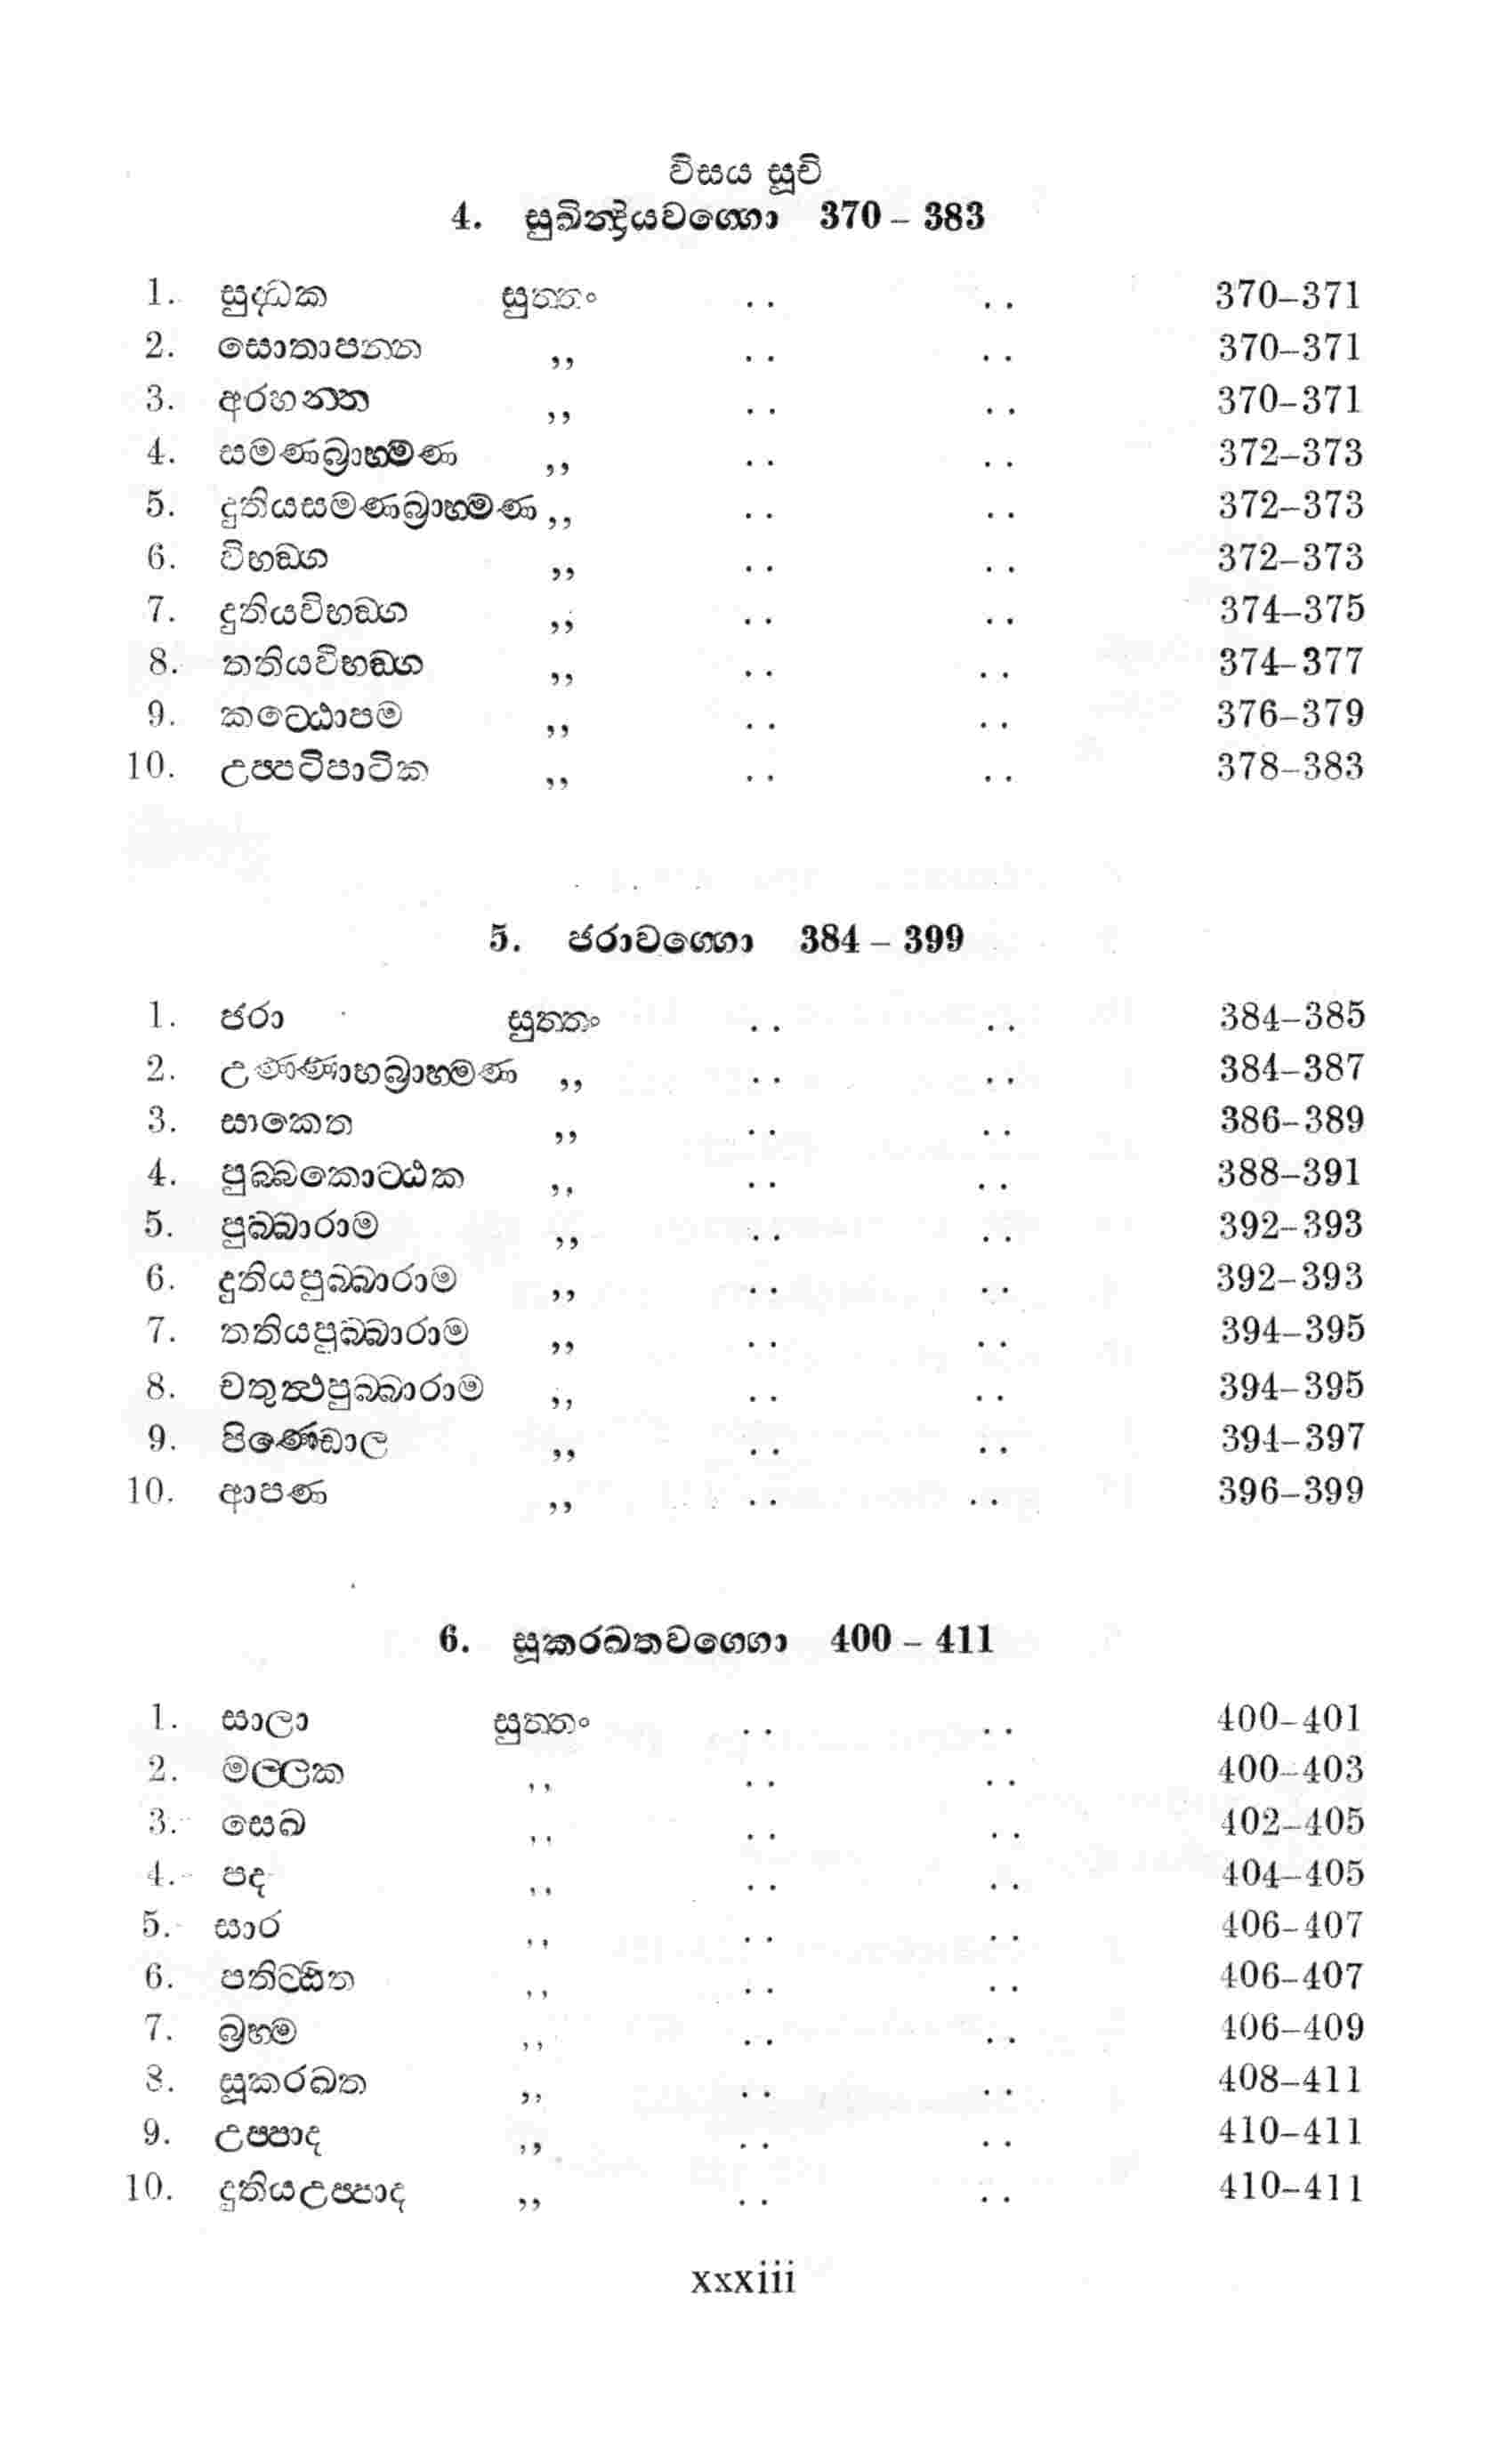 විසය සූචි
4. සුඛින්ද්‍රියවග්ගො 370 – 383
1. සුද්ධක සුත්තං . . . . 370–371
2. සොතාපන්න ,, . . . . 370–371
3. අරහන්ත ,, . . . . 370–371
4. සමණබ්‍රාහ්මණ ,, . . . . 372–373
5. දුතියසමණබ්‍රාහ්මණ ,, . . . . 372–373
6. විභඞ්ග ,, . . . . 372–373
7. දුතියවිභඞ්ග ,, . . . . 374–375
8. තතියවිභඞ්ග ,, . . . . 374–377
9. කට්ඨොපම ,, . . . . 376–379
10. උප්පටිපාටික ,, . . . . 378–383
5. ජරාවග්ගො 384 – 399
1. ජරා සුත්තං . . . . 384–385
2. උණ්ණාභබ්‍රාහ්මණ ,, . . . . 384–387
3. සාකෙත ,, . . . . 386–389
4. පුබ්බකොට්ඨක ,, . . . . 388–391
5. පුබ්බාරාම ,, . . . . 392–393
6. දුතියපුබ්බාරාම ,, . . . . 392–393
7. තතියපුබ්බාරාම ,, . . . . 394–395
8. චතුත්ථපුබ්බාරාම ,, . . . . 394–395
9. පිණ්ඩොල ,, . . . . 394–397
10. ආපණ ,, . . . . 396–399
6. සූකරඛතවග්ගො 400 – 411
1. සාලා සුත්තං . . . . 400–401
2. මල්ලක ,, . . . . 400–403
3. සෙඛ ,, . . . . 402–405
4. පද ,, . . . . 404–405
5. සාර ,, . . . . 406–407
6. පතිට්ඨිත ,, . . . . 406–407
7. බ්‍රහ්ම ,, . . . . 406–409
8. සූකරඛත ,, . . . . 408–411
9. උප්පාද ,, . . . . 410–411
10. දුතියඋප්පාද ,, . . . . 410–411
xxxiii